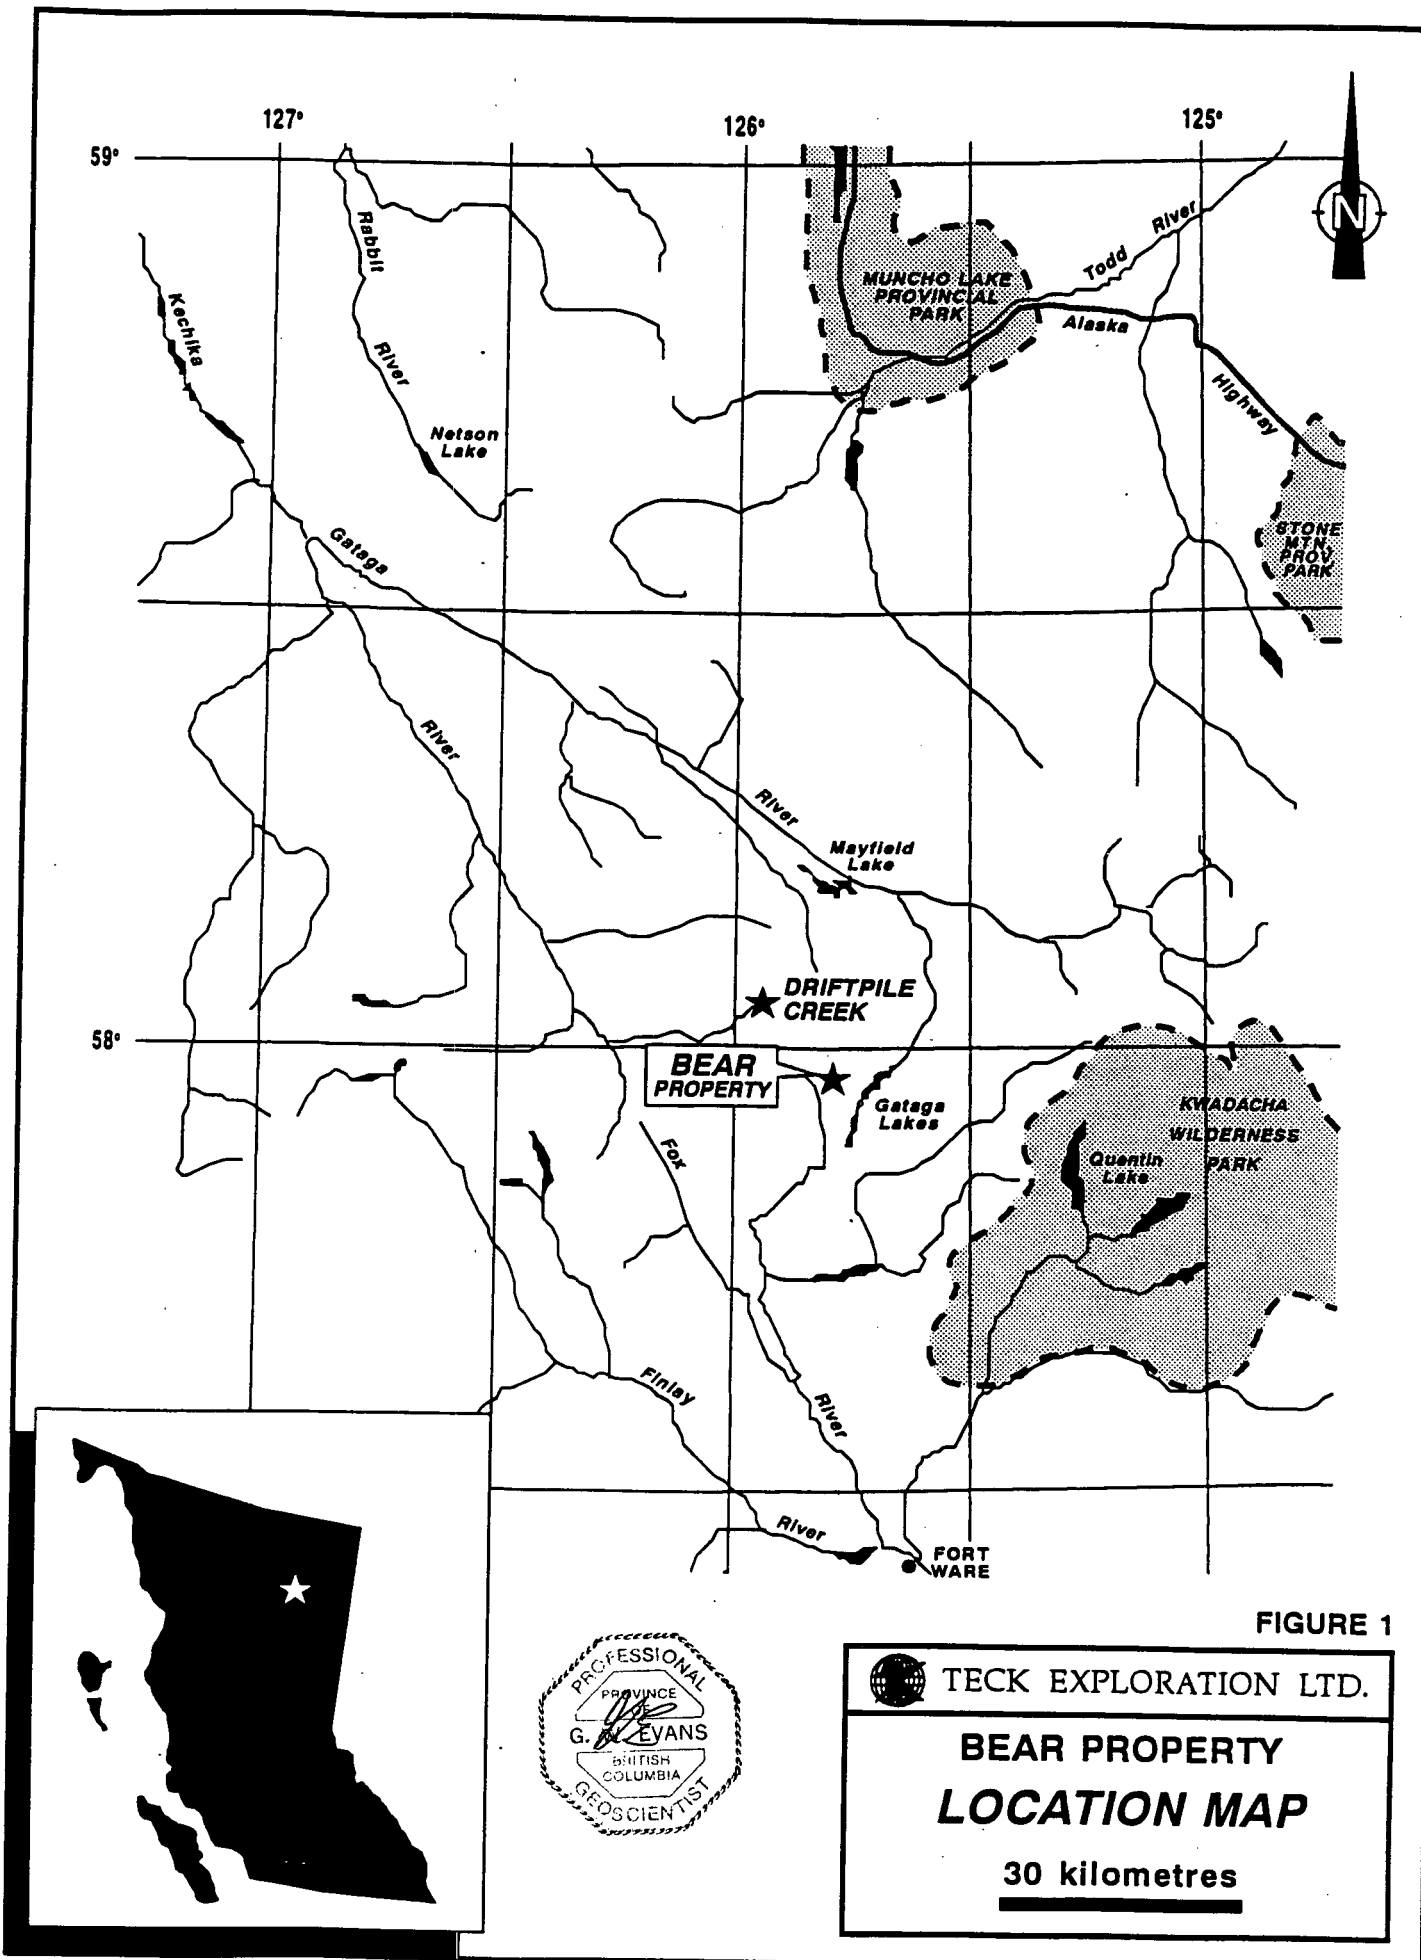 127°
126°
125°
59°
N
Rabbit
River
Kechika
MUNCHO LAKE
PROVINCIAL
PARK
Todd
River
Alaska
Highway
Netson
Lake
STONE
MTN.
PROV
PARK
Gataga
River
River
Mayfield
Lake
DRIFTPILE
CREEK
58°
BEAR
PROPERTY
Gataga
Lakes
KWADACHA
WILDERNESS
PARK
Quentin
Lake
Fox
River
Finlay
River
FORT
WARE
FIGURE 1
PROFESSIONAL
PROVINCE
OF
G. W. EVANS
BRITISH
COLUMBIA
GEOSCIENTIST
TECK EXPLORATION LTD.
BEAR PROPERTY
LOCATION MAP
30 kilometres